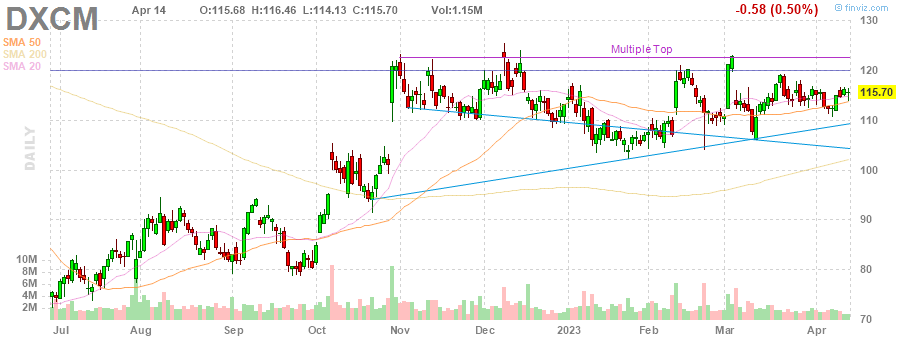 DXCM Apr 14 O:115.68 H:116.46 L:114.13 C:115.70 Vol:1.15M -0.58 (0.50%) © finviz.com
SMA 50
SMA 200
SMA 20
Multiple Top
DAILY
130
120
115.70
110
100
90
80
70
10M
8M
6M
4M
2M
Jul Aug Sep Oct Nov Dec 2023 Feb Mar Apr